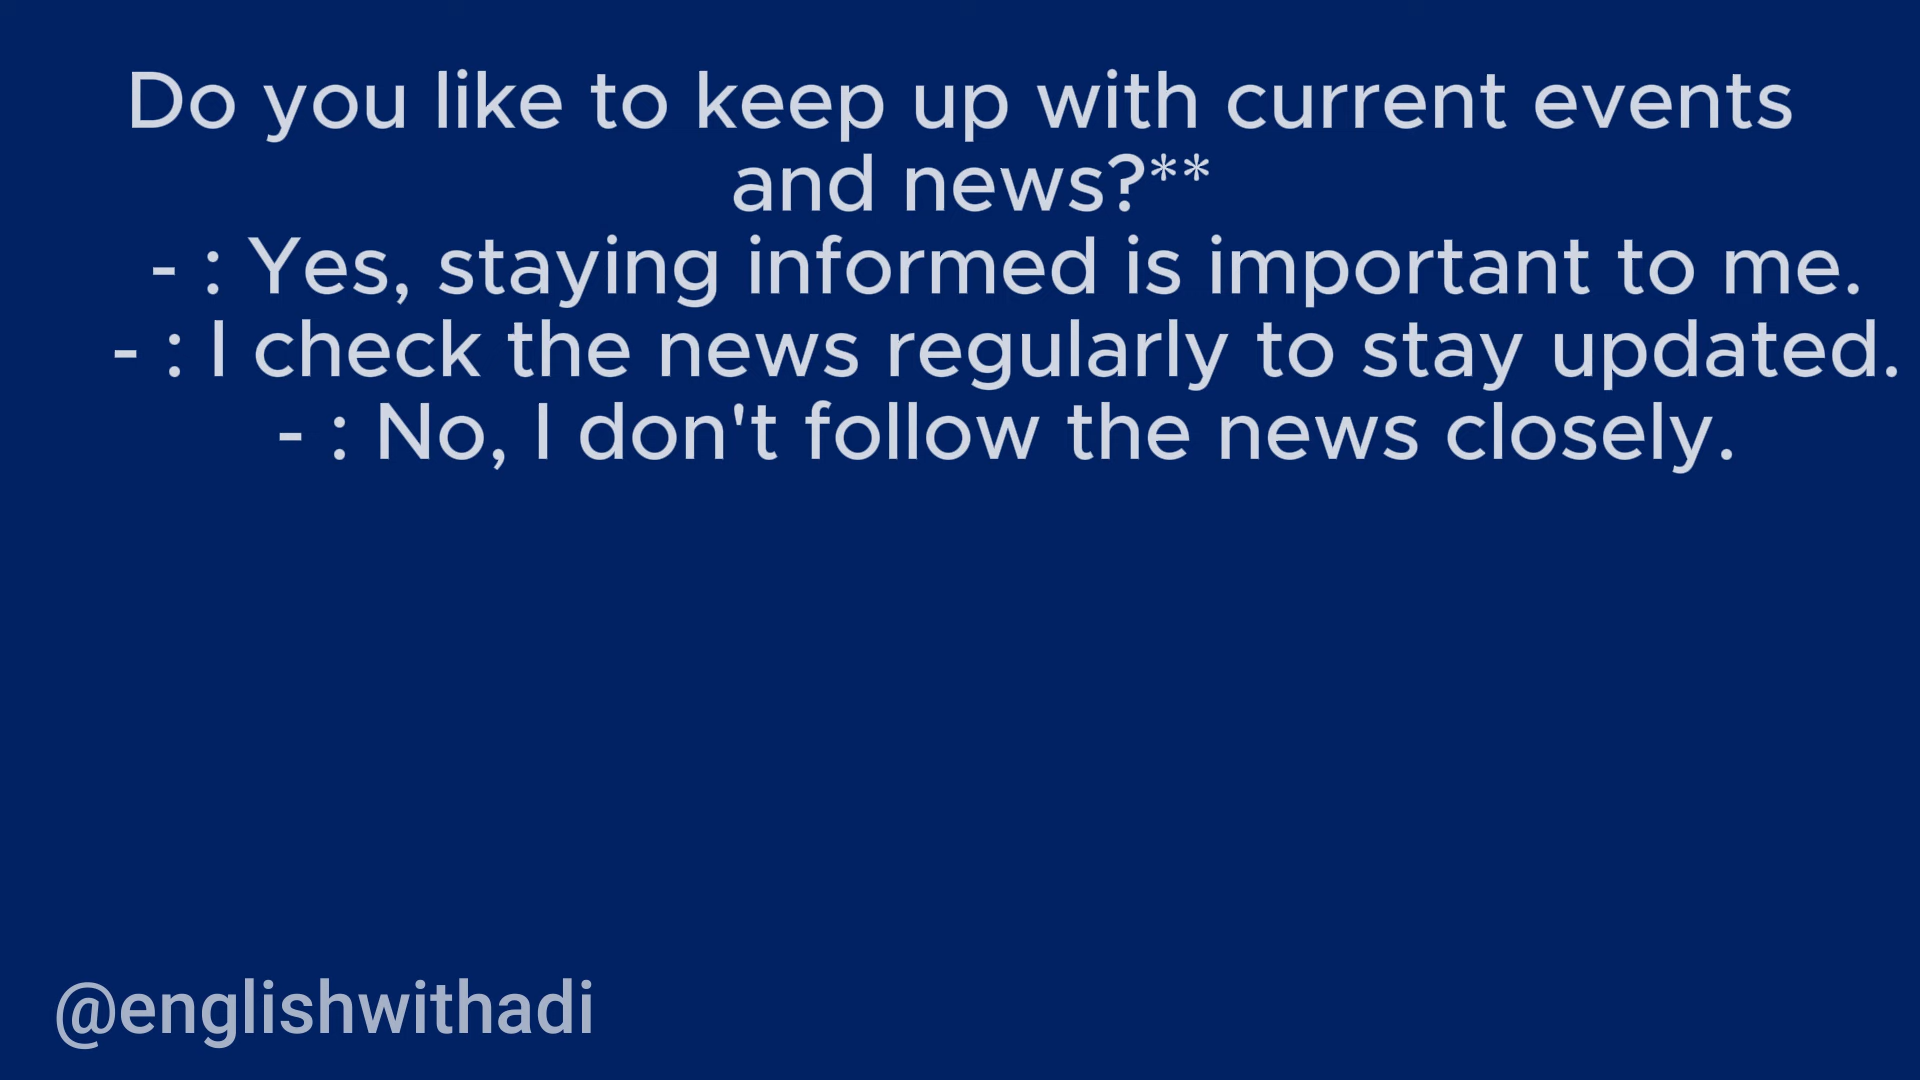 Do you like to keep up with current events
and news?**
- : Yes, staying informed is important to me.
- : I check the news regularly to stay updated.
- : No, I don't follow the news closely.
@englishwithadi